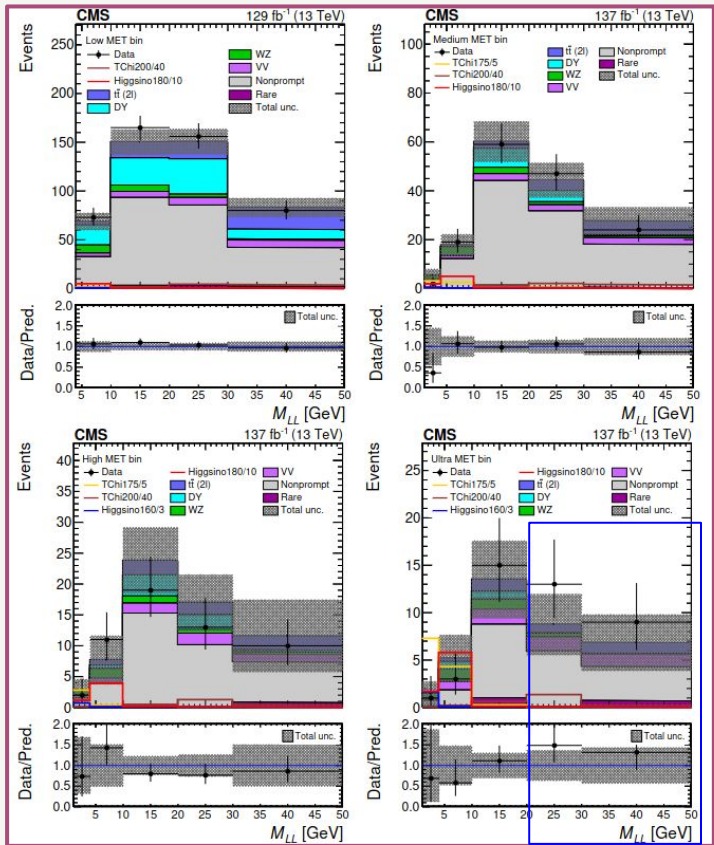 CMS 129 fb⁻¹ (13 TeV)
Events
Low MET bin
Data
TChi200/40
Higgsino180/10
tt̄ (2l)
DY
WZ
VV
Nonprompt
Rare
Total unc.
250
200
150
100
50
0
Data/Pred.
2.0
1.5
1.0
0.5
0.0
Total unc.
5 10 15 20 25 30 35 40 45 50
M_LL [GeV]
CMS 137 fb⁻¹ (13 TeV)
Events
Medium MET bin
Data
TChi175/5
TChi200/40
Higgsino180/10
tt̄ (2l)
DY
WZ
VV
Nonprompt
Rare
Total unc.
100
80
60
40
20
0
Data/Pred.
2.0
1.5
1.0
0.5
0.0
Total unc.
5 10 15 20 25 30 35 40 45 50
M_LL [GeV]
CMS 137 fb⁻¹ (13 TeV)
Events
High MET bin
Data
TChi175/5
TChi200/40
Higgsino160/3
Higgsino180/10
tt̄ (2l)
DY
WZ
VV
Nonprompt
Rare
Total unc.
40
35
30
25
20
15
10
5
0
Data/Pred.
2.0
1.5
1.0
0.5
0.0
Total unc.
5 10 15 20 25 30 35 40 45 50
M_LL [GeV]
CMS 137 fb⁻¹ (13 TeV)
Events
Ultra MET bin
Data
TChi175/5
TChi200/40
Higgsino160/3
Higgsino180/10
tt̄ (2l)
DY
WZ
VV
Nonprompt
Rare
Total unc.
25
20
15
10
5
0
Data/Pred.
2.0
1.5
1.0
0.5
0.0
Total unc.
5 10 15 20 25 30 35 40 45 50
M_LL [GeV]